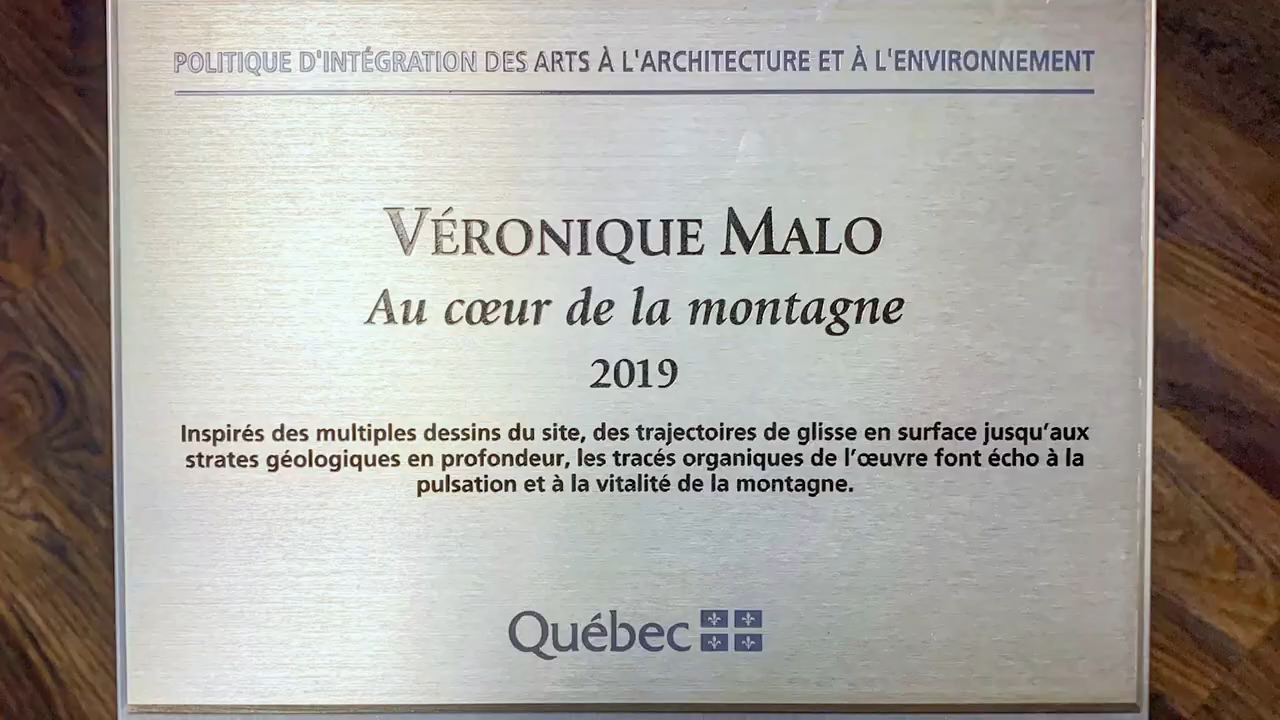 POLITIQUE D'INTÉGRATION DES ARTS À L'ARCHITECTURE ET À L'ENVIRONNEMENT
VÉRONIQUE MALO
Au cœur de la montagne
2019
Inspirés des multiples dessins du site, des trajectoires de glisse en surface jusqu'aux
strates géologiques en profondeur, les tracés organiques de l'œuvre font écho à la
pulsation et à la vitalité de la montagne.
Québec